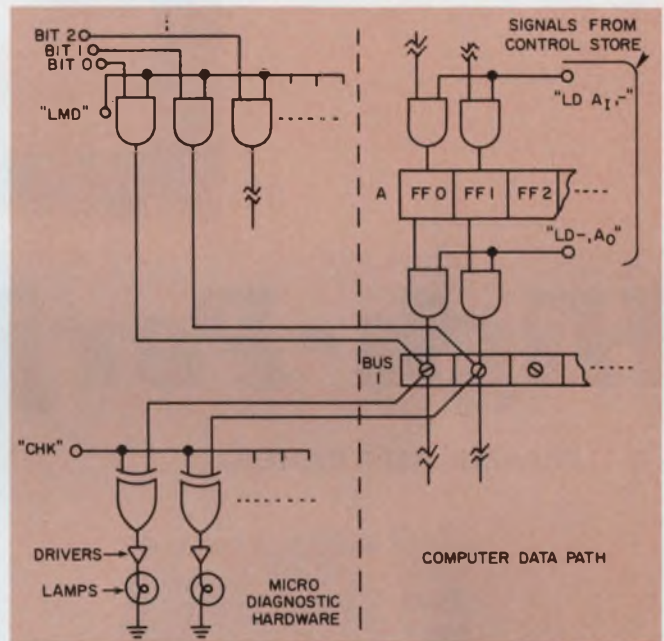 BIT 2
BIT 1
BIT 0
"LMD"
SIGNALS FROM
CONTROL STORE
"LD AI,-"
A
FF 0
FF 1
FF 2
"LD-, AO"
BUS
1
"CHK"
DRIVERS
LAMPS
MICRO
DIAGNOSTIC
HARDWARE
COMPUTER DATA PATH